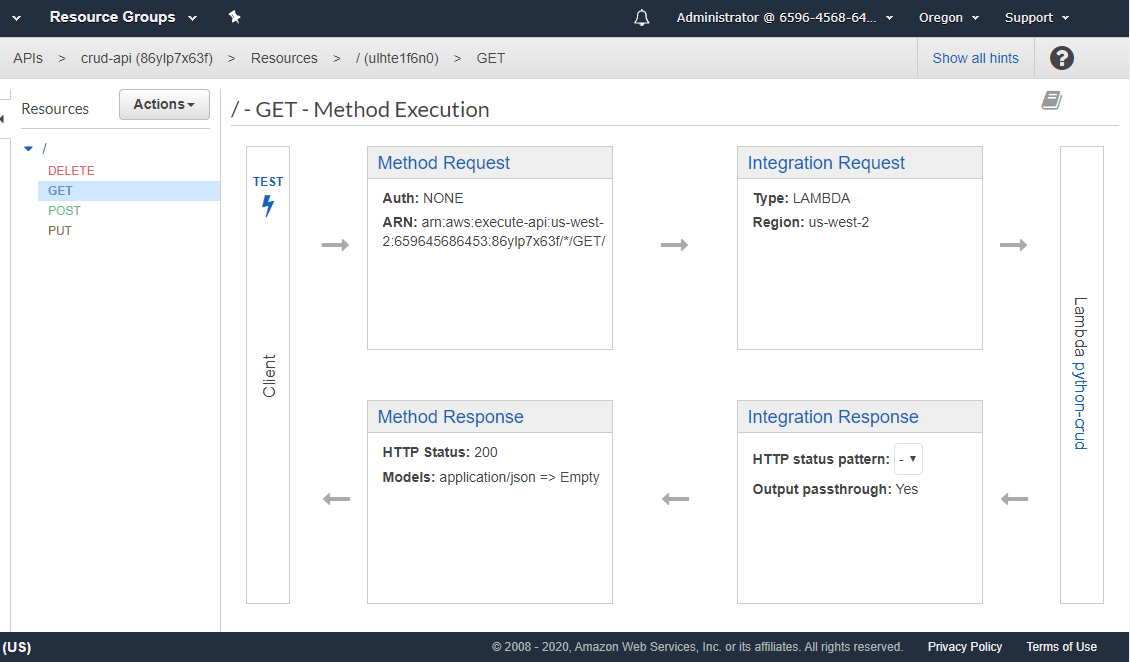 Resource Groups
Administrator @ 6596-4568-64...
Oregon
Support
APIs > crud-api (86ylp7x63f) > Resources > / (ulhte1f6n0) > GET
Show all hints
?
Resources
Actions
/ - GET - Method Execution
/
DELETE
GET
POST
PUT
TEST
Client
Method Request
Auth: NONE
ARN: arn:aws:execute-api:us-west-
2:659645686453:86ylp7x63f/*/GET/
Integration Request
Type: LAMBDA
Region: us-west-2
Lambda python-crud
Method Response
HTTP Status: 200
Models: application/json => Empty
Integration Response
HTTP status pattern: -
Output passthrough: Yes
(US)
© 2008 - 2020, Amazon Web Services, Inc. or its affiliates. All rights reserved.
Privacy Policy
Terms of Use